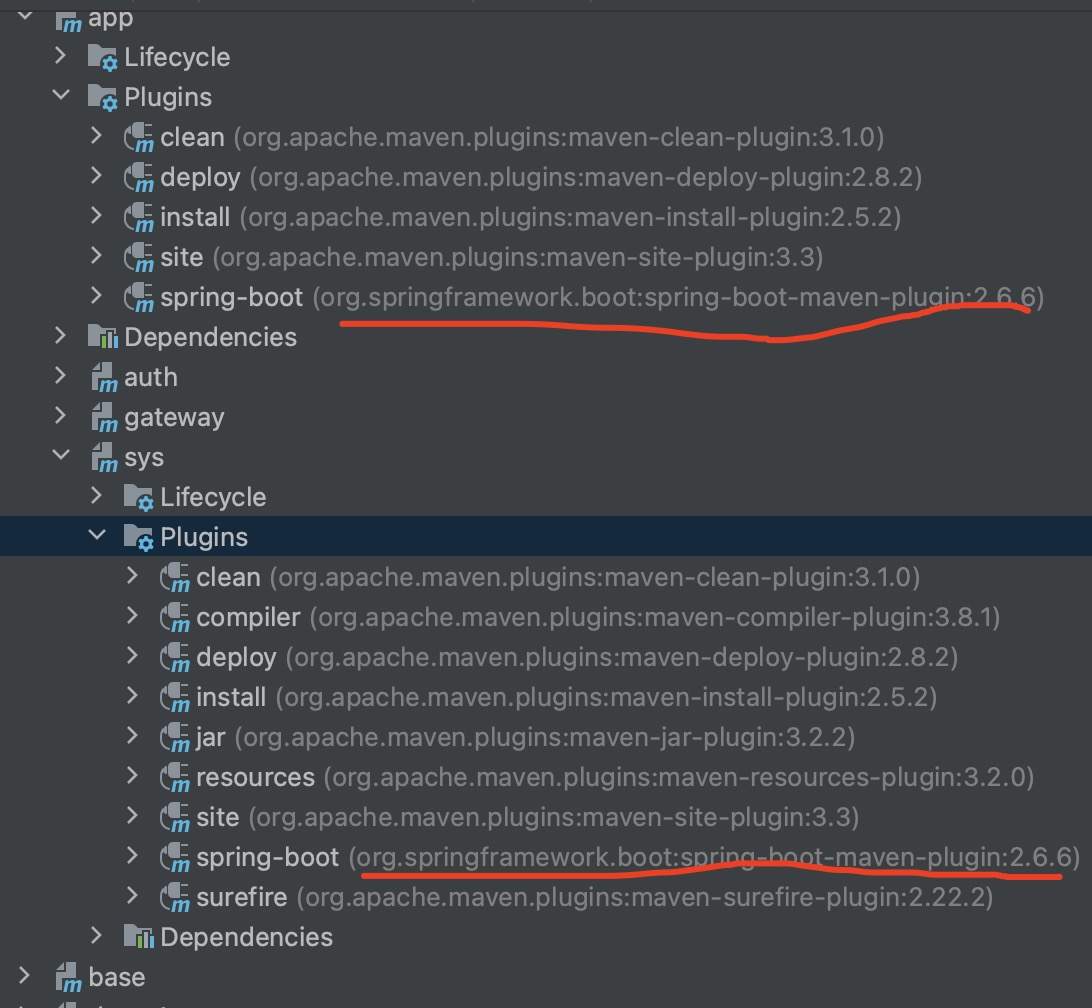 app
Lifecycle
Plugins
clean (org.apache.maven.plugins:maven-clean-plugin:3.1.0)
deploy (org.apache.maven.plugins:maven-deploy-plugin:2.8.2)
install (org.apache.maven.plugins:maven-install-plugin:2.5.2)
site (org.apache.maven.plugins:maven-site-plugin:3.3)
spring-boot (org.springframework.boot:spring-boot-maven-plugin:2.6.6)
Dependencies
auth
gateway
sys
Lifecycle
Plugins
clean (org.apache.maven.plugins:maven-clean-plugin:3.1.0)
compiler (org.apache.maven.plugins:maven-compiler-plugin:3.8.1)
deploy (org.apache.maven.plugins:maven-deploy-plugin:2.8.2)
install (org.apache.maven.plugins:maven-install-plugin:2.5.2)
jar (org.apache.maven.plugins:maven-jar-plugin:3.2.2)
resources (org.apache.maven.plugins:maven-resources-plugin:3.2.0)
site (org.apache.maven.plugins:maven-site-plugin:3.3)
spring-boot (org.springframework.boot:spring-boot-maven-plugin:2.6.6)
surefire (org.apache.maven.plugins:maven-surefire-plugin:2.22.2)
Dependencies
base